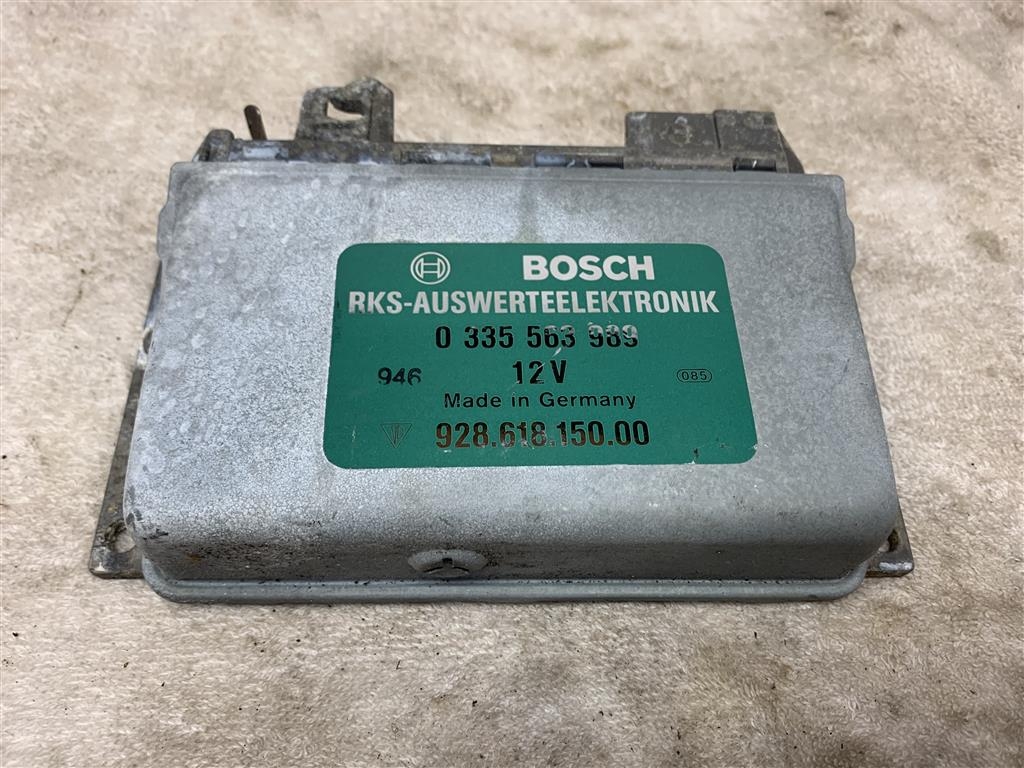 BOSCH
RKS-AUSWERTEELEKTRONIK
0 335 563 989
946 12V 085
Made in Germany
928.618.150.00